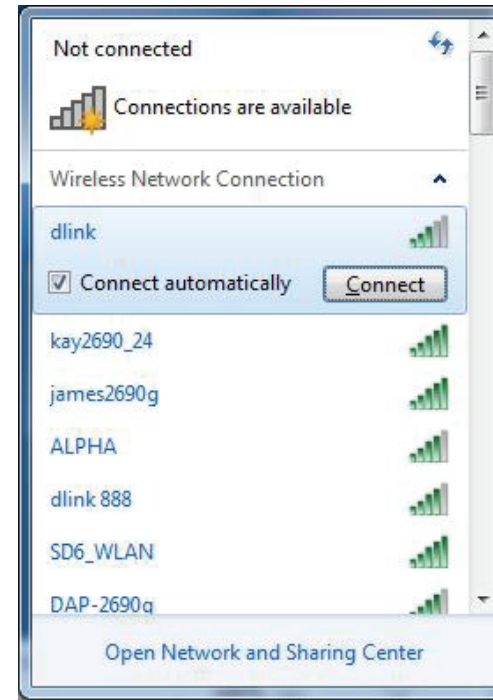 Not connected
Connections are available
Wireless Network Connection
dlink
Connect automatically Connect
kay2690_24
james2690g
ALPHA
dlink 888
SD6_WLAN
DAP-2690g
Open Network and Sharing Center